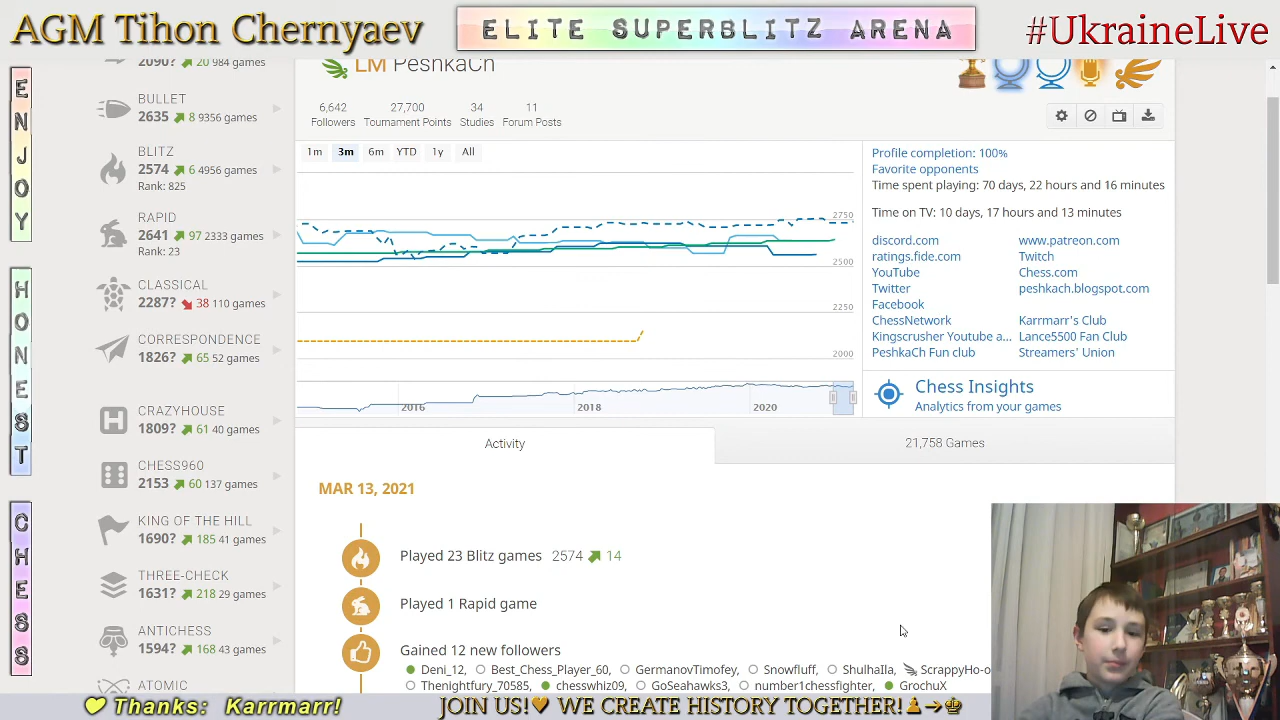 AGM Tihon Chernyaev
ELITE SUPERBLITZ ARENA
#UkraineLive
ENJOY
HONEST
CHESS
2090? 20 984 games
BULLET
2635 8 9356 games
BLITZ
2574 6 4956 games
Rank: 825
RAPID
2641 97 2333 games
Rank: 23
CLASSICAL
2287? 38 110 games
CORRESPONDENCE
1826? 65 52 games
CRAZYHOUSE
1809? 61 40 games
CHESS960
2153 60 137 games
KING OF THE HILL
1690? 185 41 games
THREE-CHECK
1631? 218 29 games
ANTICHESS
1594? 168 43 games
ATOMIC
LM PeshkaCh
6,642 27,700 34 11
Followers Tournament Points Studies Forum Posts
1m 3m 6m YTD 1y All
2750
2500
2250
2000
2016 2018 2020
Profile completion: 100%
Favorite opponents
Time spent playing: 70 days, 22 hours and 16 minutes
Time on TV: 10 days, 17 hours and 13 minutes
discord.com www.patreon.com
ratings.fide.com Twitch
YouTube Chess.com
Twitter peshkach.blogspot.com
Facebook
ChessNetwork Karrmarr's Club
Kingscrusher Youtube a... Lance5500 Fan Club
PeshkaCh Fun club Streamers' Union
Chess Insights
Analytics from your games
Activity 21,758 Games
MAR 13, 2021
Played 23 Blitz games 2574 14
Played 1 Rapid game
Gained 12 new followers
Deni_12, Best_Chess_Player_60, GermanovTimofey, Snowfluff, ShulhaIla, ScrappyHo-o
Thenightfury_70585, chesswhiz09, GoSeahawks3, number1chessfighter, GrochuX
Thanks: Karrmarr!
JOIN US! WE CREATE HISTORY TOGETHER!